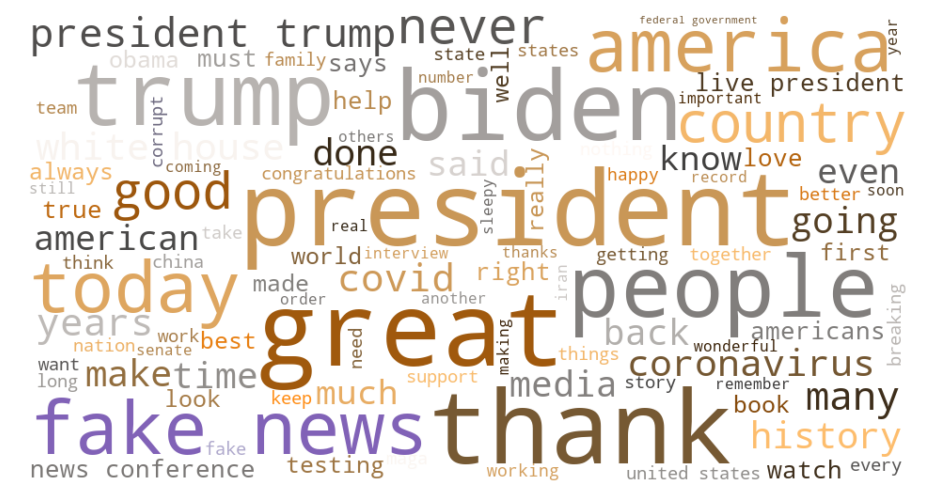 federal government
president trump never america year
obama must family says state well states
trump biden live president
number
team help important
corrupt others country
white house done said nothing know love even
always coming congratulations really happy record
still good president sleepy better soon
true real going
american take
think china world interview thanks getting together first
today covid right iran people
made order another
years great back americans breaking
nation work best need making wonderful
senate things coronavirus
want make time support media story remember
long look keep much book many
fake news fake thank history
news conference testing maga working united states watch every